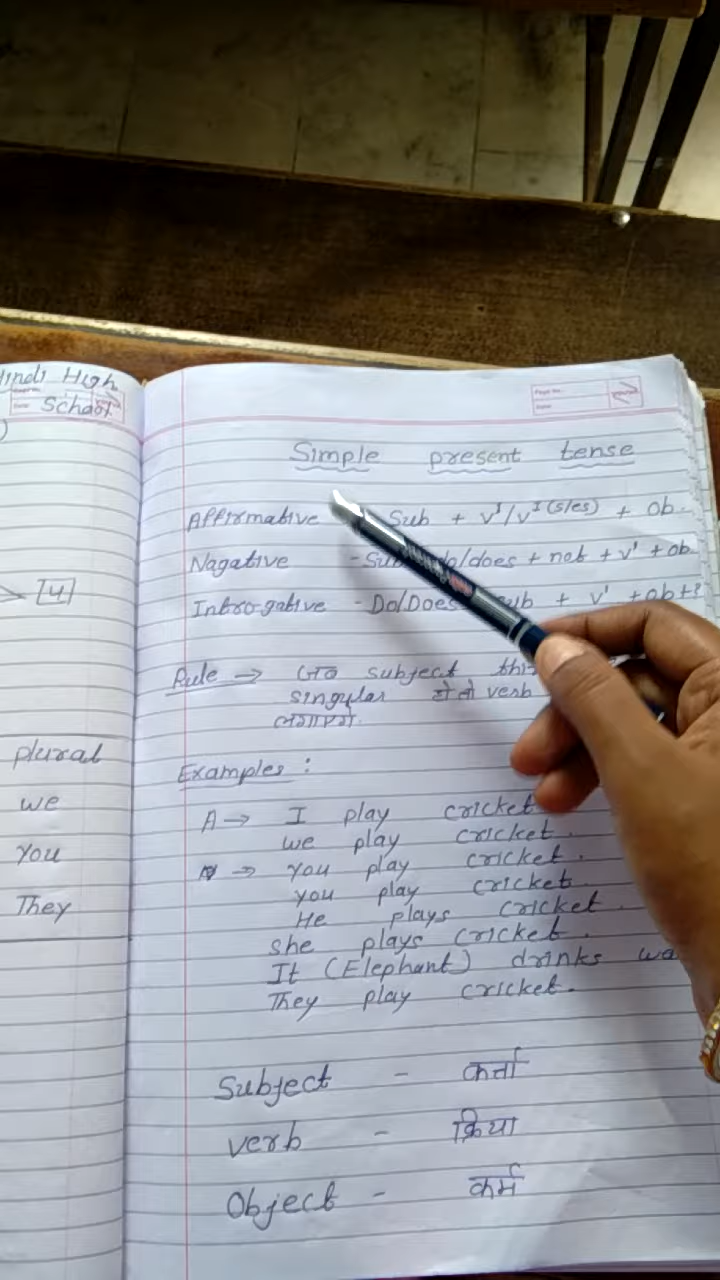 Hindi High
School
[4]
plural
we
You
They
Simple present tense
Affirmative Sub + V¹/V¹(s/es) + Ob.
Nagative - Sub do/does + not + V¹ + ob
Introgative - Do/Does sub + V¹ + ob + ?
Rule → जब subject
singular हो तो verb
लगाएंगे.
Examples :
A → I play cricket
we play cricket.
→ You play cricket.
you play cricket
He plays cricket.
she plays cricket.
It (Elephant) drinks
They play cricket.
Subject - कर्त्ता
verb - क्रिया
Object - कर्म